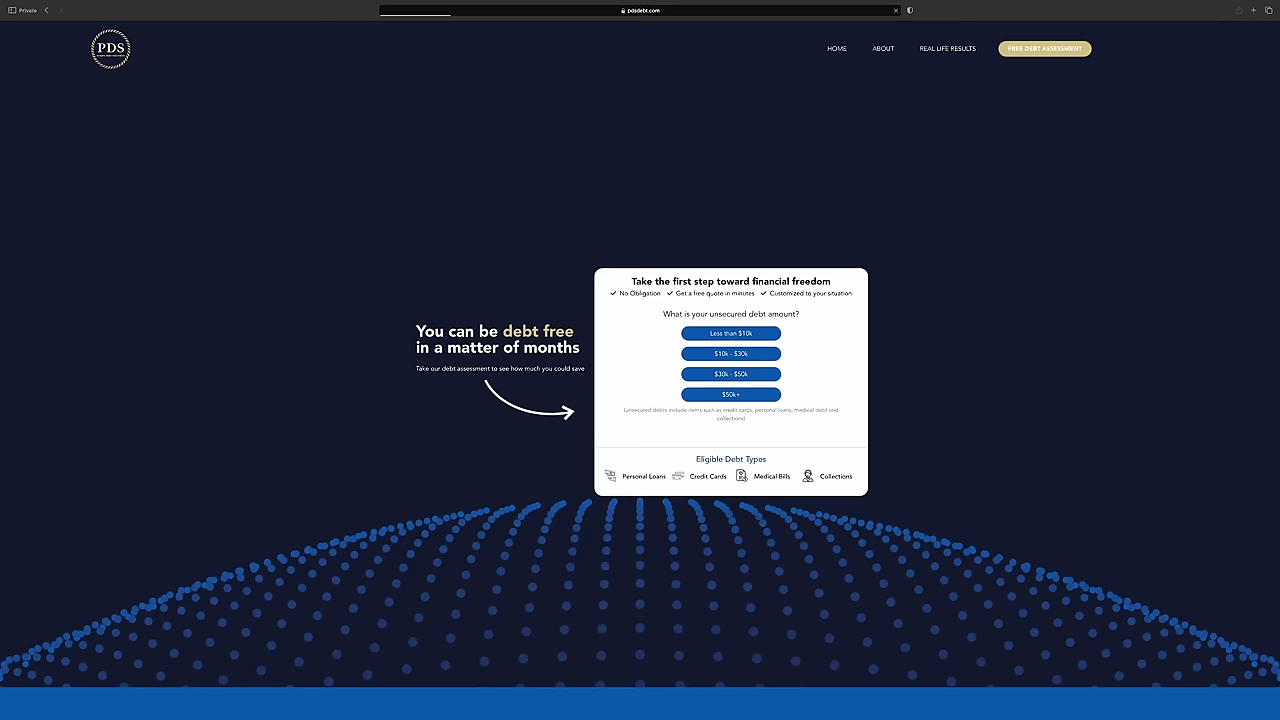 Private
pdsdebt.com
PDS
HOME
ABOUT
REAL LIFE RESULTS
FREE DEBT ASSESSMENT
You can be debt free
in a matter of months
Take our debt assessment to see how much you could save
Take the first step toward financial freedom
No Obligation
Get a free quote in minutes
Customized to your situation
What is your unsecured debt amount?
Less than $10k
$10k - $30k
$30k - $50k
$50k+
(unsecured debts include items such as credit cards, personal loans, medical debt and
collections)
Eligible Debt Types
Personal Loans
Credit Cards
Medical Bills
Collections